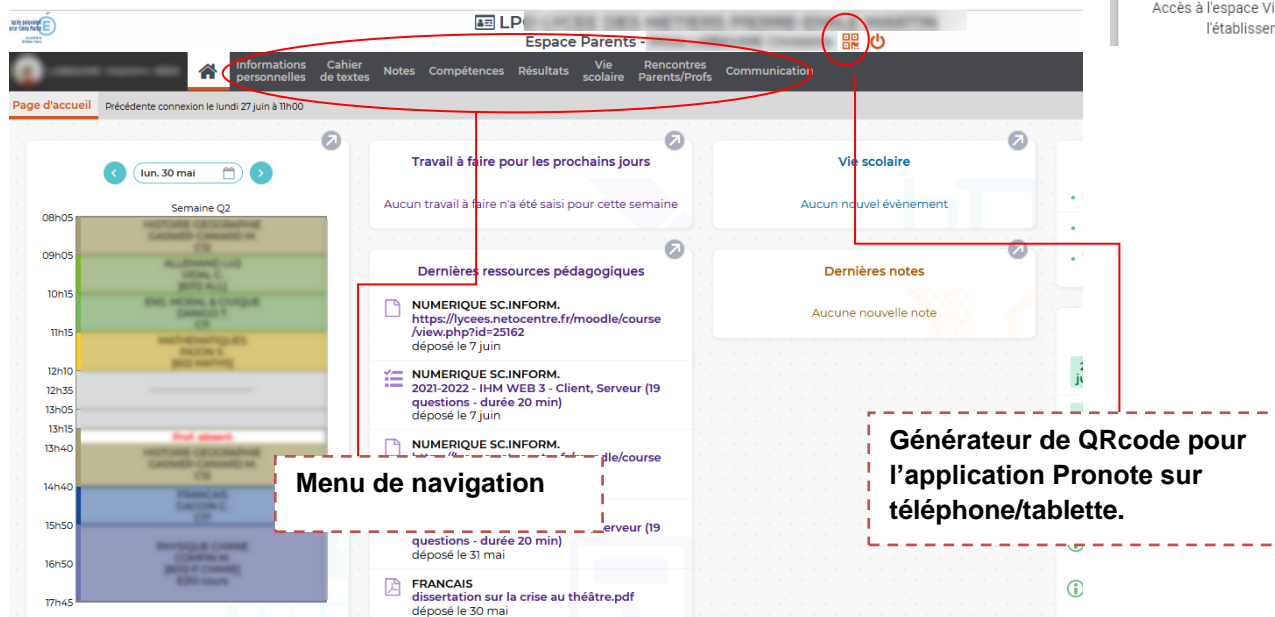 Accès à l'espace Vi
l'établisser
LP
Espace Parents -
Informations personnelles
Cahier de textes
Notes
Compétences
Résultats
Vie scolaire
Rencontres Parents/Profs
Communication
Page d'accueil
Précédente connexion le lundi 27 juin à 11h00
lun. 30 mai
Semaine Q2
08h05
09h05
10h15
11h15
12h10
12h35
13h05
13h15
Prof. absent
13h40
14h40
15h50
16h50
17h45
Travail à faire pour les prochains jours
Aucun travail à faire n'a été saisi pour cette semaine
Dernières ressources pédagogiques
NUMERIQUE SC.INFORM.
https://lycees.netocentre.fr/moodle/course
/view.php?id=25162
déposé le 7 juin
NUMERIQUE SC.INFORM.
2021-2022 - IHM WEB 3 - Client, Serveur (19
questions - durée 20 min)
déposé le 7 juin
NUMERIQUE SC.INFORM.
dle/course
erveur (19
questions - durée 20 min)
déposé le 31 mai
FRANCAIS
dissertation sur la crise au théâtre.pdf
déposé le 30 mai
Vie scolaire
Aucun nouvel évènement
Dernières notes
Aucune nouvelle note
Menu de navigation
Générateur de QRcode pour
l'application Pronote sur
téléphone/tablette.